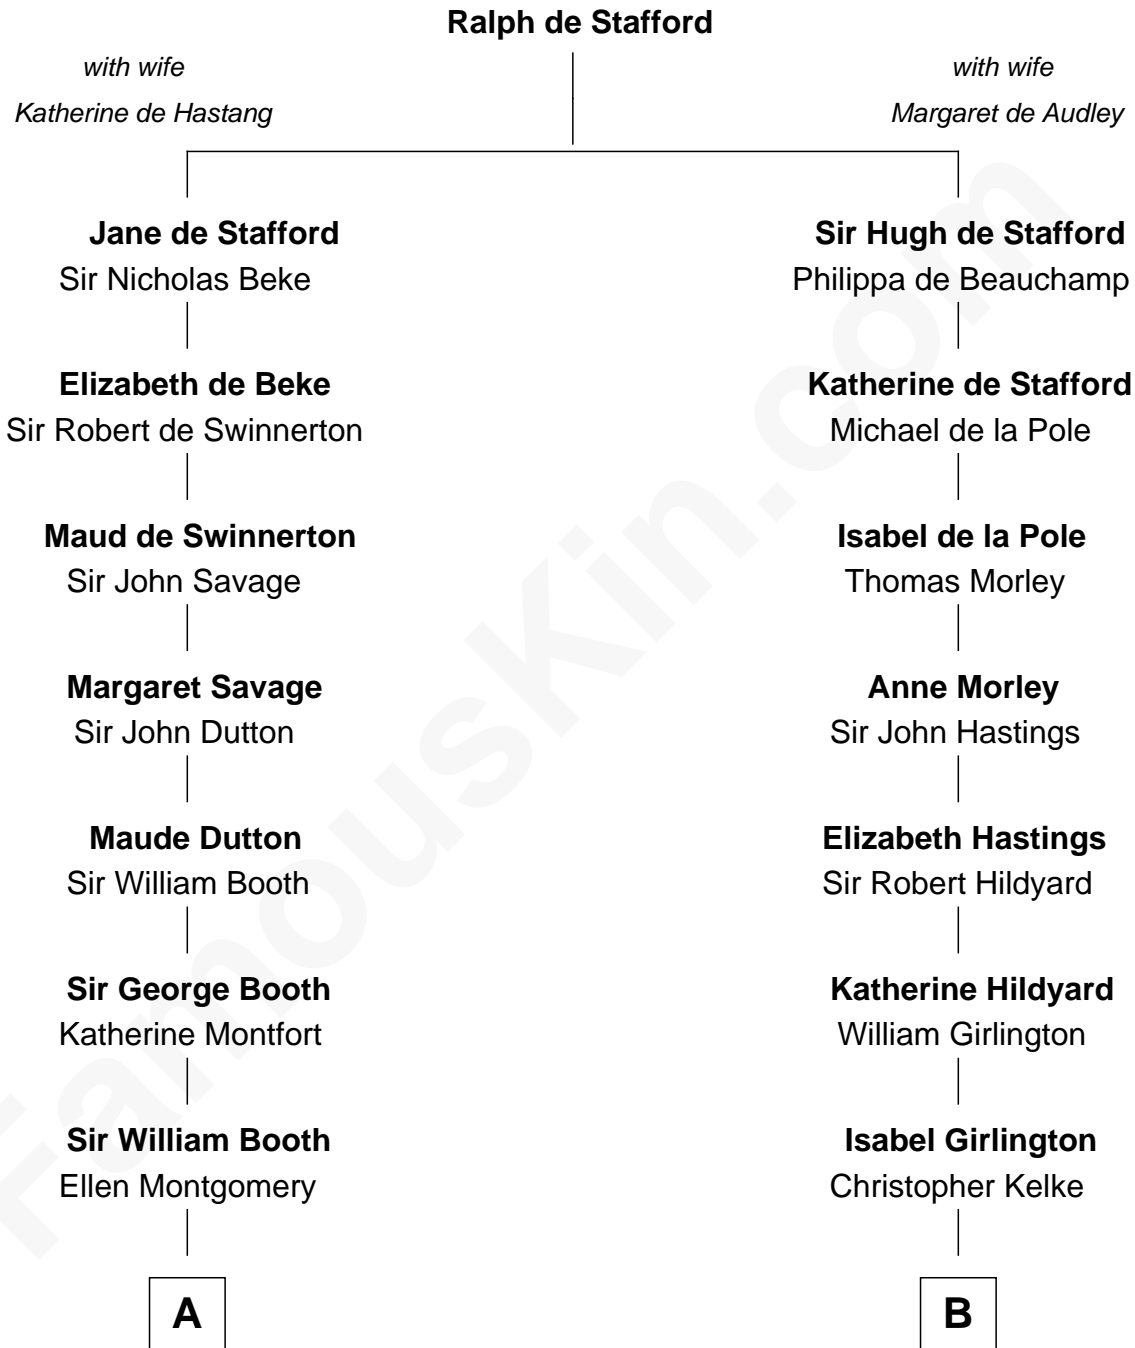 Ralph de Stafford
with wife
Katherine de Hastang
with wife
Margaret de Audley
Jane de Stafford
Sir Nicholas Beke
Sir Hugh de Stafford
Philippa de Beauchamp
Elizabeth de Beke
Sir Robert de Swinnerton
Katherine de Stafford
Michael de la Pole
Maud de Swinnerton
Sir John Savage
Isabel de la Pole
Thomas Morley
Margaret Savage
Sir John Dutton
Anne Morley
Sir John Hastings
Maude Dutton
Sir William Booth
Elizabeth Hastings
Sir Robert Hildyard
Sir George Booth
Katherine Montfort
Katherine Hildyard
William Girlington
Sir William Booth
Ellen Montgomery
Isabel Girlington
Christopher Kelke
A
B
FamousKin.com